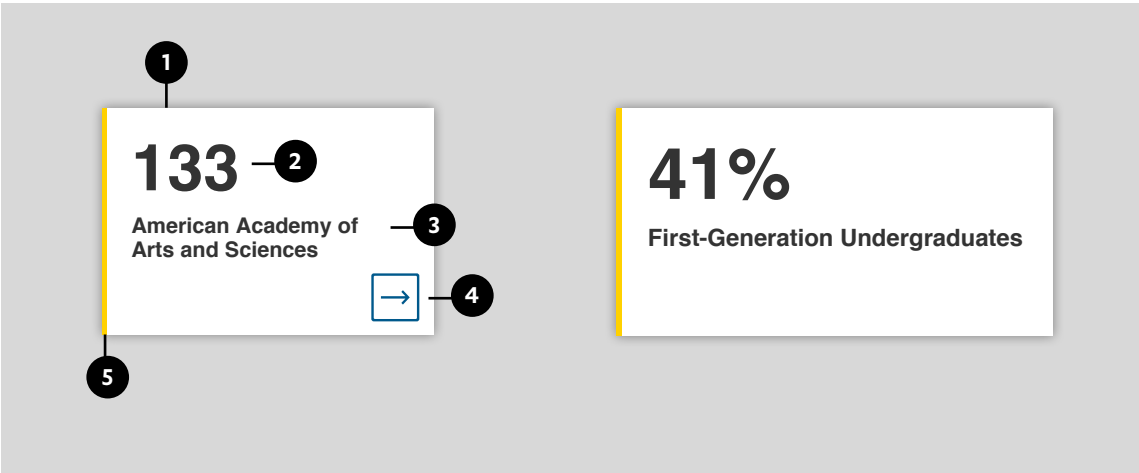 1
133
2
American Academy of
Arts and Sciences
3
4
5
41%
First-Generation Undergraduates